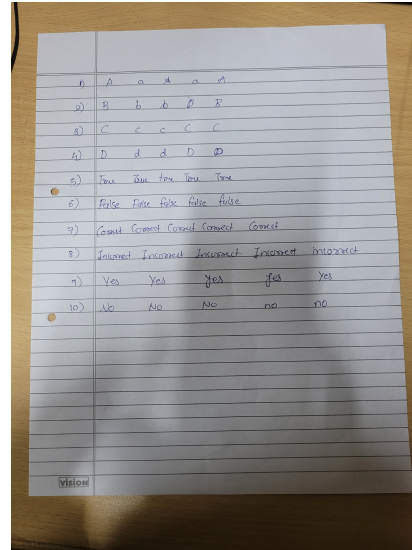 1) A a a a A
2) B b b B B
3) C c c C C
4) D d d D D
5) True True true True True
6) False False false false false
7) Correct Correct Correct Correct Correct
8) Incorrect Incorrect Incorrect Incorrect incorrect
9) Yes Yes Yes Yes Yes
10) No No No no no
VISION